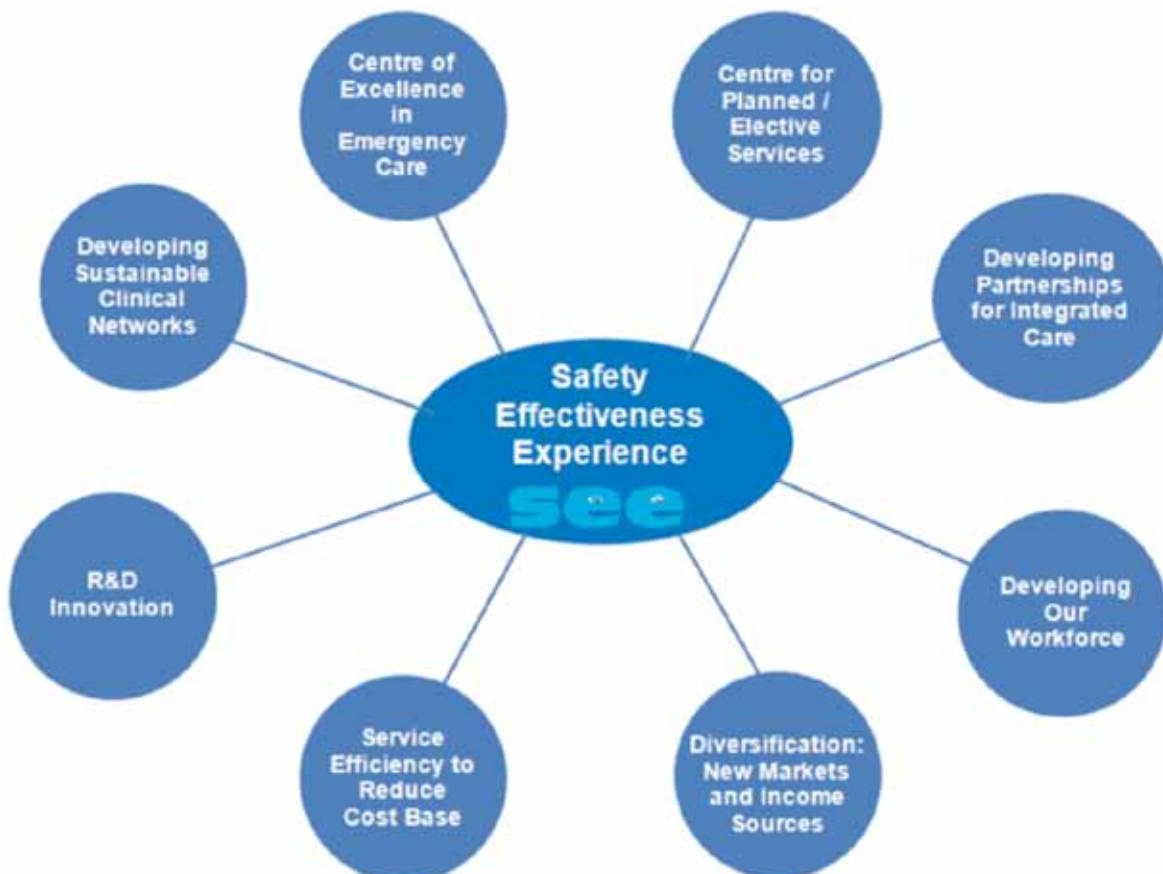 Centre of
Excellence
in
Emergency
Care
Centre for
Planned /
Elective
Services
Developing
Sustainable
Clinical
Networks
Developing
Partnerships
for Integrated
Care
Safety
Effectiveness
Experience
see
R&D
Innovation
Developing
Our
Workforce
Service
Efficiency to
Reduce
Cost Base
Diversification:
New Markets
and Income
Sources